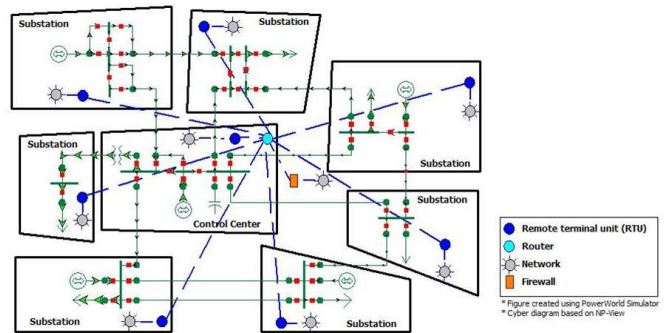 Substation
Substation
Substation
Substation
Substation
Control Center
Substation
Substation
Remote terminal unit (RTU)
Router
Network
Firewall
* Figure created using PowerWorld Simulator
* Cyber diagram based on NP-View